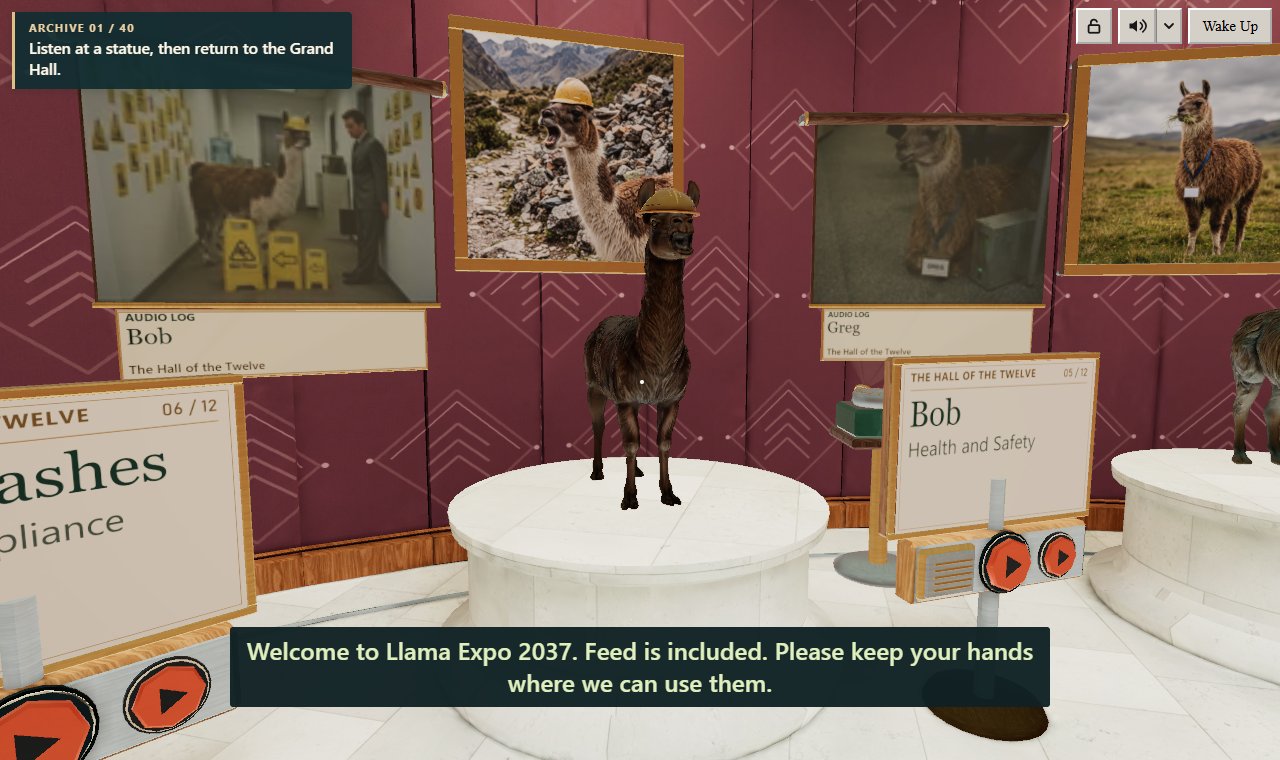 ARCHIVE 01 / 40
Listen at a statue, then return to the Grand
Hall.
Wake Up
AUDIO LOG
Bob
The Hall of the Twelve
AUDIO LOG
Greg
The Hall of the Twelve
TWELVE 06 / 12
ashes
pliance
THE HALL OF THE TWELVE 05 / 12
Bob
Health and Safety
Welcome to Llama Expo 2037. Feed is included. Please keep your hands
where we can use them.